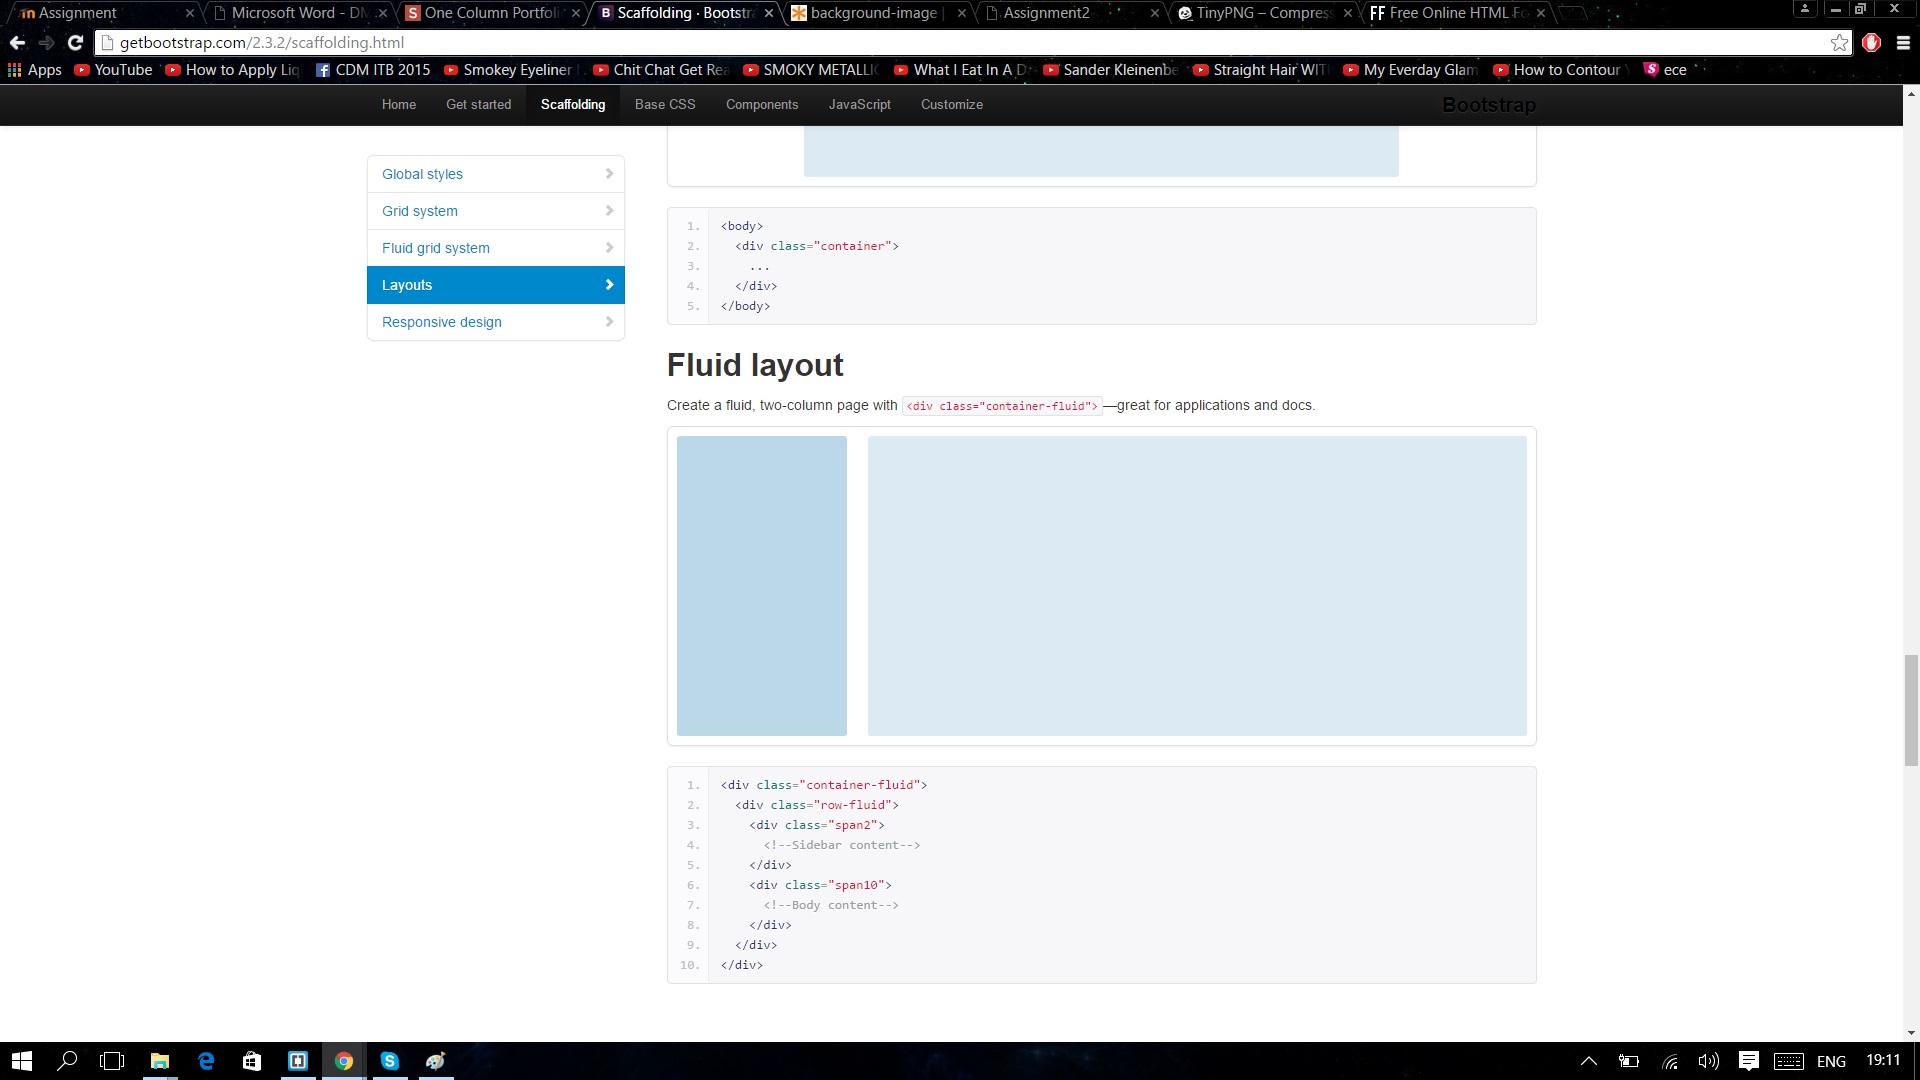 Assignment
Microsoft Word - DM
One Column Portfoli
Scaffolding · Bootstra
background-image |
Assignment2
TinyPNG – Compress
Free Online HTML Fo
getbootstrap.com/2.3.2/scaffolding.html
Apps YouTube How to Apply Liq CDM ITB 2015 Smokey Eyeliner Chit Chat Get Rea SMOKY METALLIC What I Eat In A D Sander Kleinenbe Straight Hair WIT My Everday Glam How to Contour ece
Home Get started Scaffolding Base CSS Components JavaScript Customize Bootstrap
Global styles
Grid system
Fluid grid system
Layouts
Responsive design
1. <body>
2. <div class="container">
3. ...
4. </div>
5. </body>
Fluid layout
Create a fluid, two-column page with <div class="container-fluid">—great for applications and docs.
1. <div class="container-fluid">
2. <div class="row-fluid">
3. <div class="span2">
4. <!--Sidebar content-->
5. </div>
6. <div class="span10">
7. <!--Body content-->
8. </div>
9. </div>
10. </div>
ENG 19:11